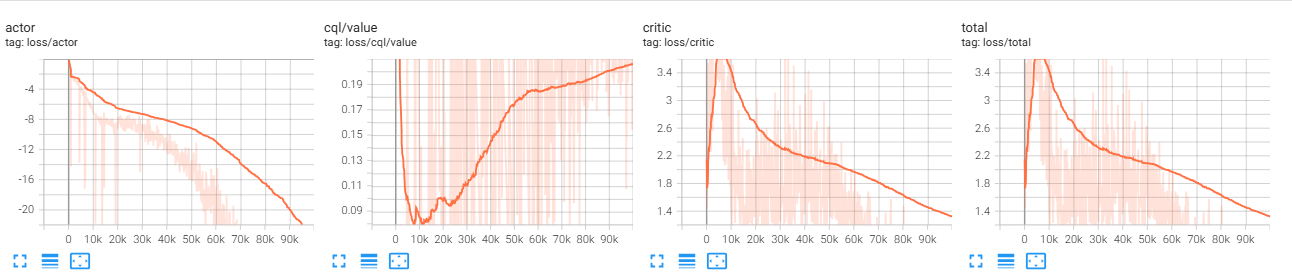 actor
tag: loss/actor
-4
-8
-12
-16
-20
0 10k 20k 30k 40k 50k 60k 70k 80k 90k
cql/value
tag: loss/cql/value
0.19
0.17
0.15
0.13
0.11
0.09
0 10k 20k 30k 40k 50k 60k 70k 80k 90k
critic
tag: loss/critic
3.4
3
2.6
2.2
1.8
1.4
0 10k 20k 30k 40k 50k 60k 70k 80k 90k
total
tag: loss/total
3.4
3
2.6
2.2
1.8
1.4
0 10k 20k 30k 40k 50k 60k 70k 80k 90k